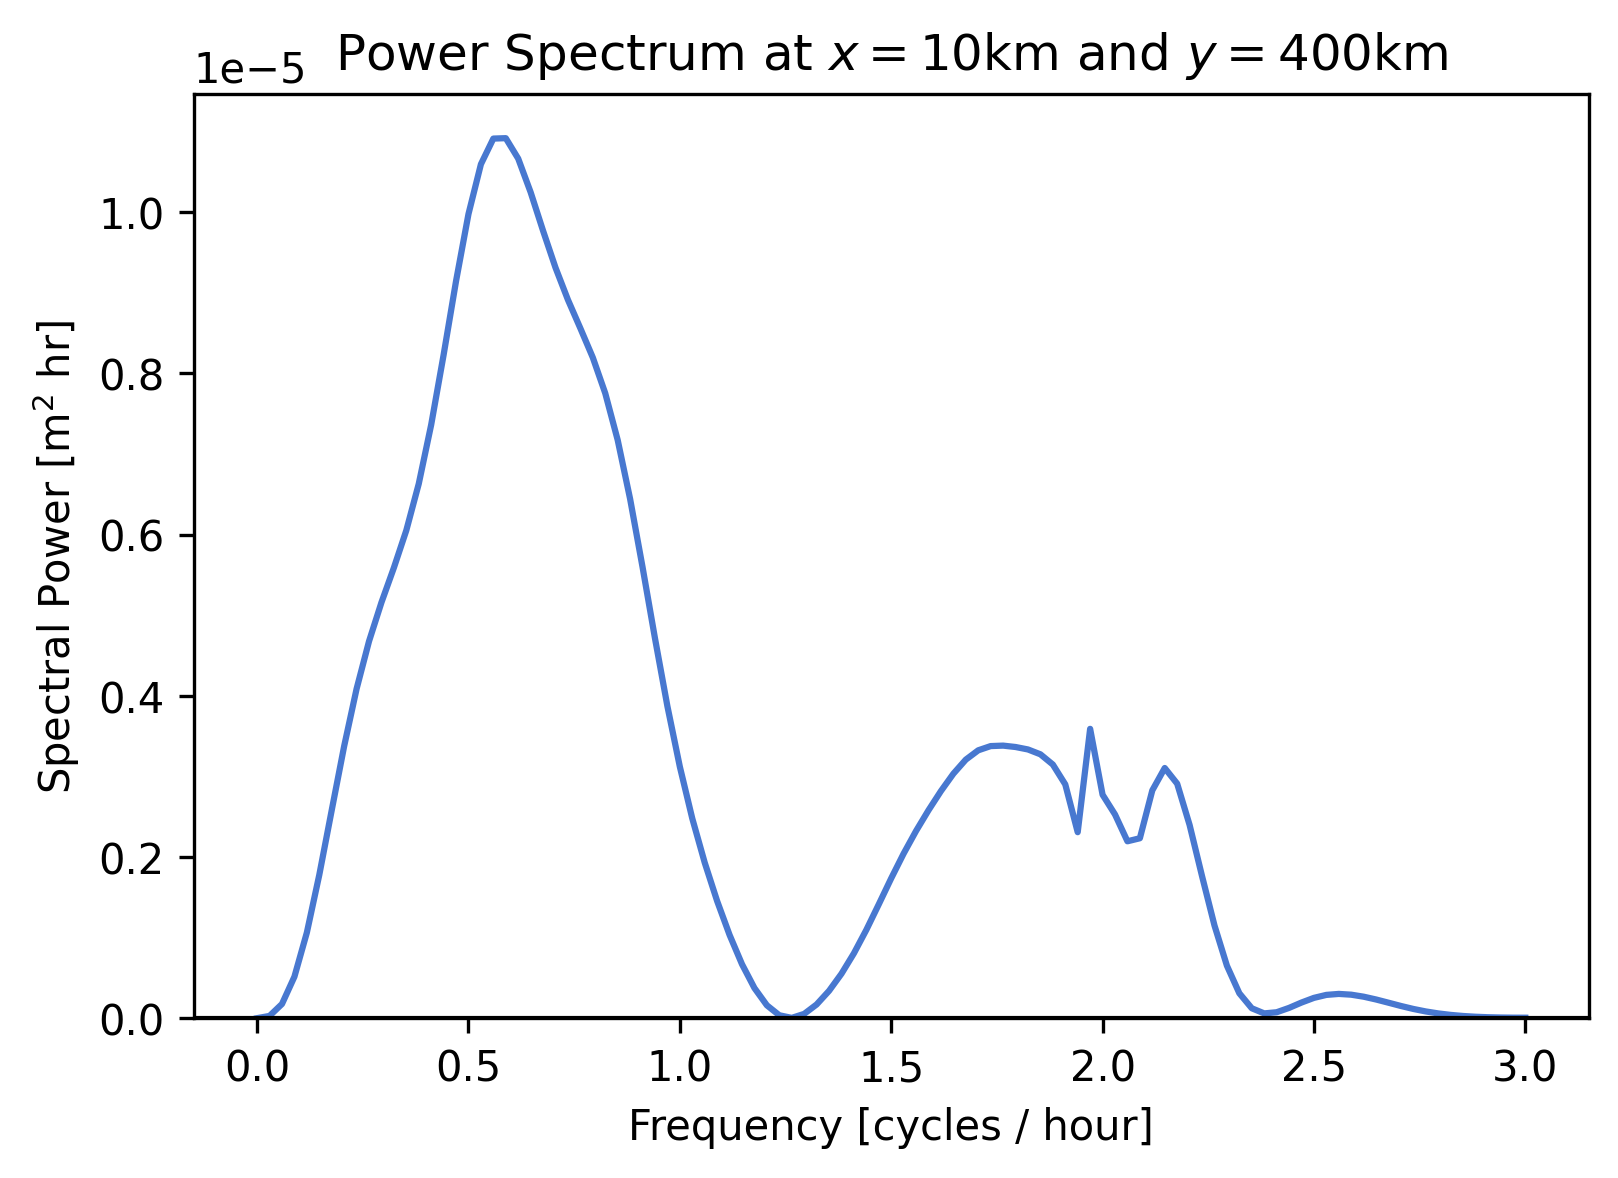 Power Spectrum at x = 10km and y = 400km
1e−5
1.0
0.8
0.6
0.4
0.2
0.0
Spectral Power [m² hr]
0.0 0.5 1.0 1.5 2.0 2.5 3.0
Frequency [cycles / hour]